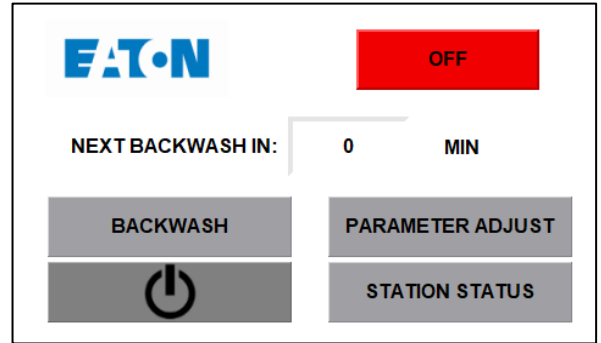 EATON
OFF
NEXT BACKWASH IN: 0 MIN
BACKWASH
PARAMETER ADJUST
STATION STATUS